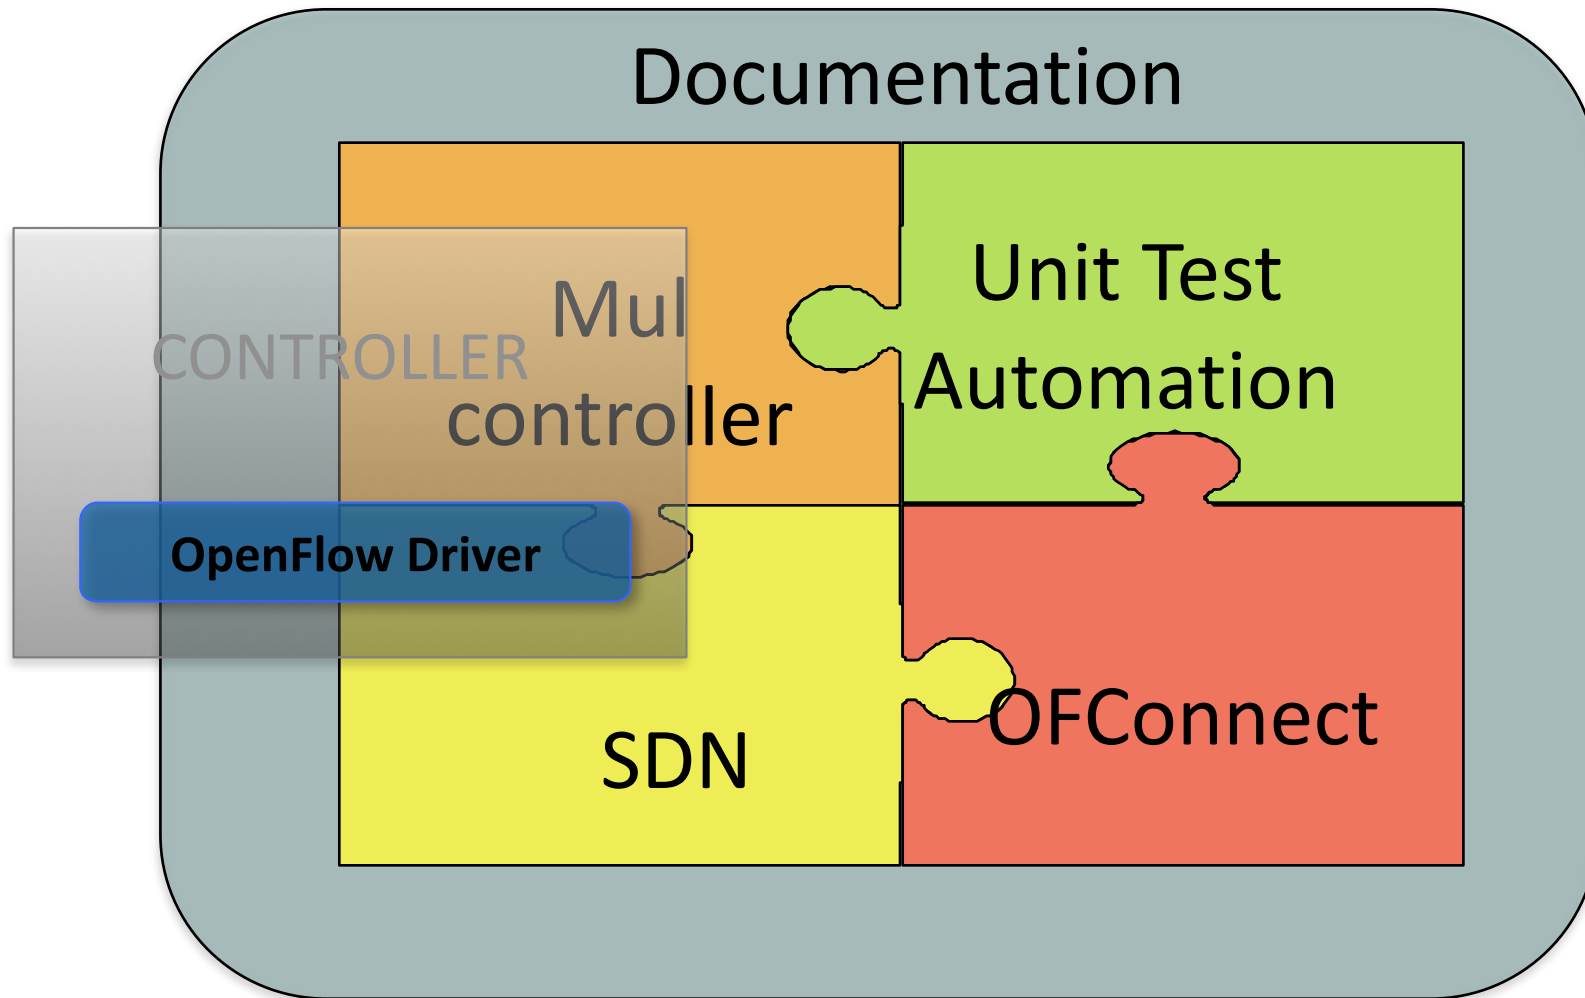 Documentation
Mul
controller
CONTROLLER
Unit Test
Automation
OpenFlow Driver
SDN
OFConnect